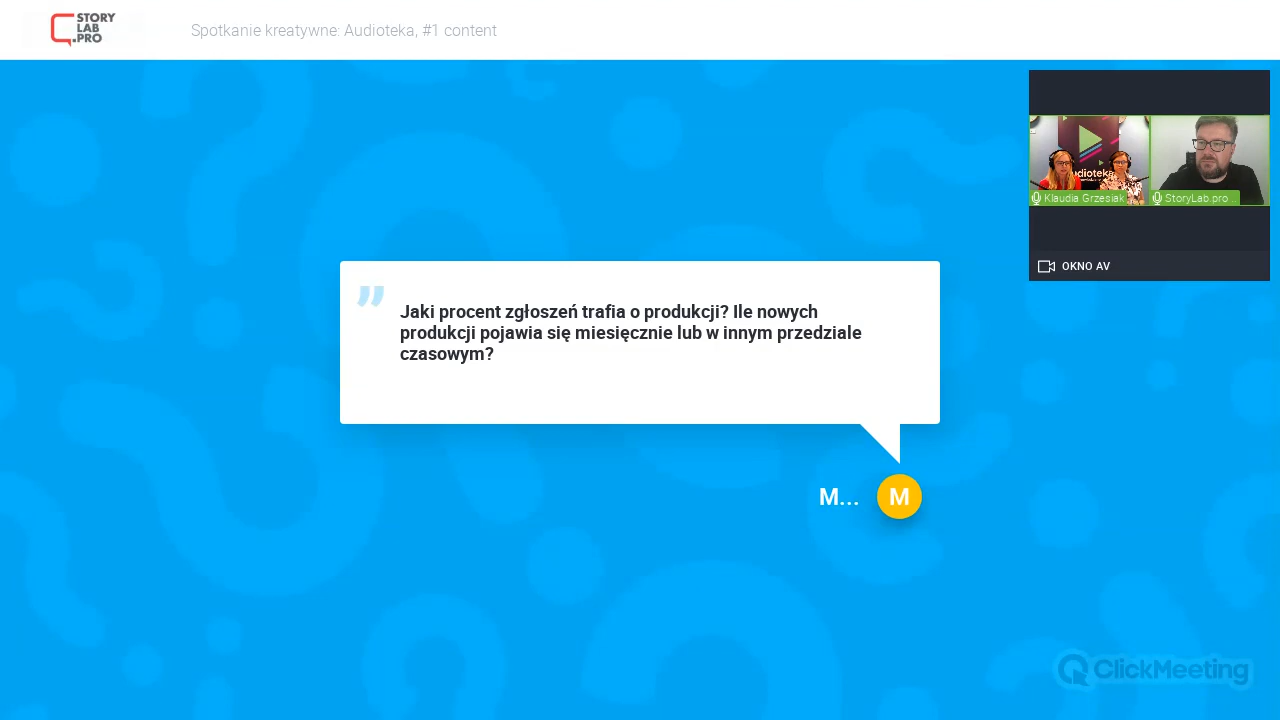 STORY
LAB
.PRO
Spotkanie kreatywne: Audioteka, #1 content
udioteka
Klaudia Grzesiak
StoryLab.pro ...
OKNO AV
”
Jaki procent zgłoszeń trafia o produkcji? Ile nowych
produkcji pojawia się miesięcznie lub w innym przedziale
czasowym?
M... M
ClickMeeting